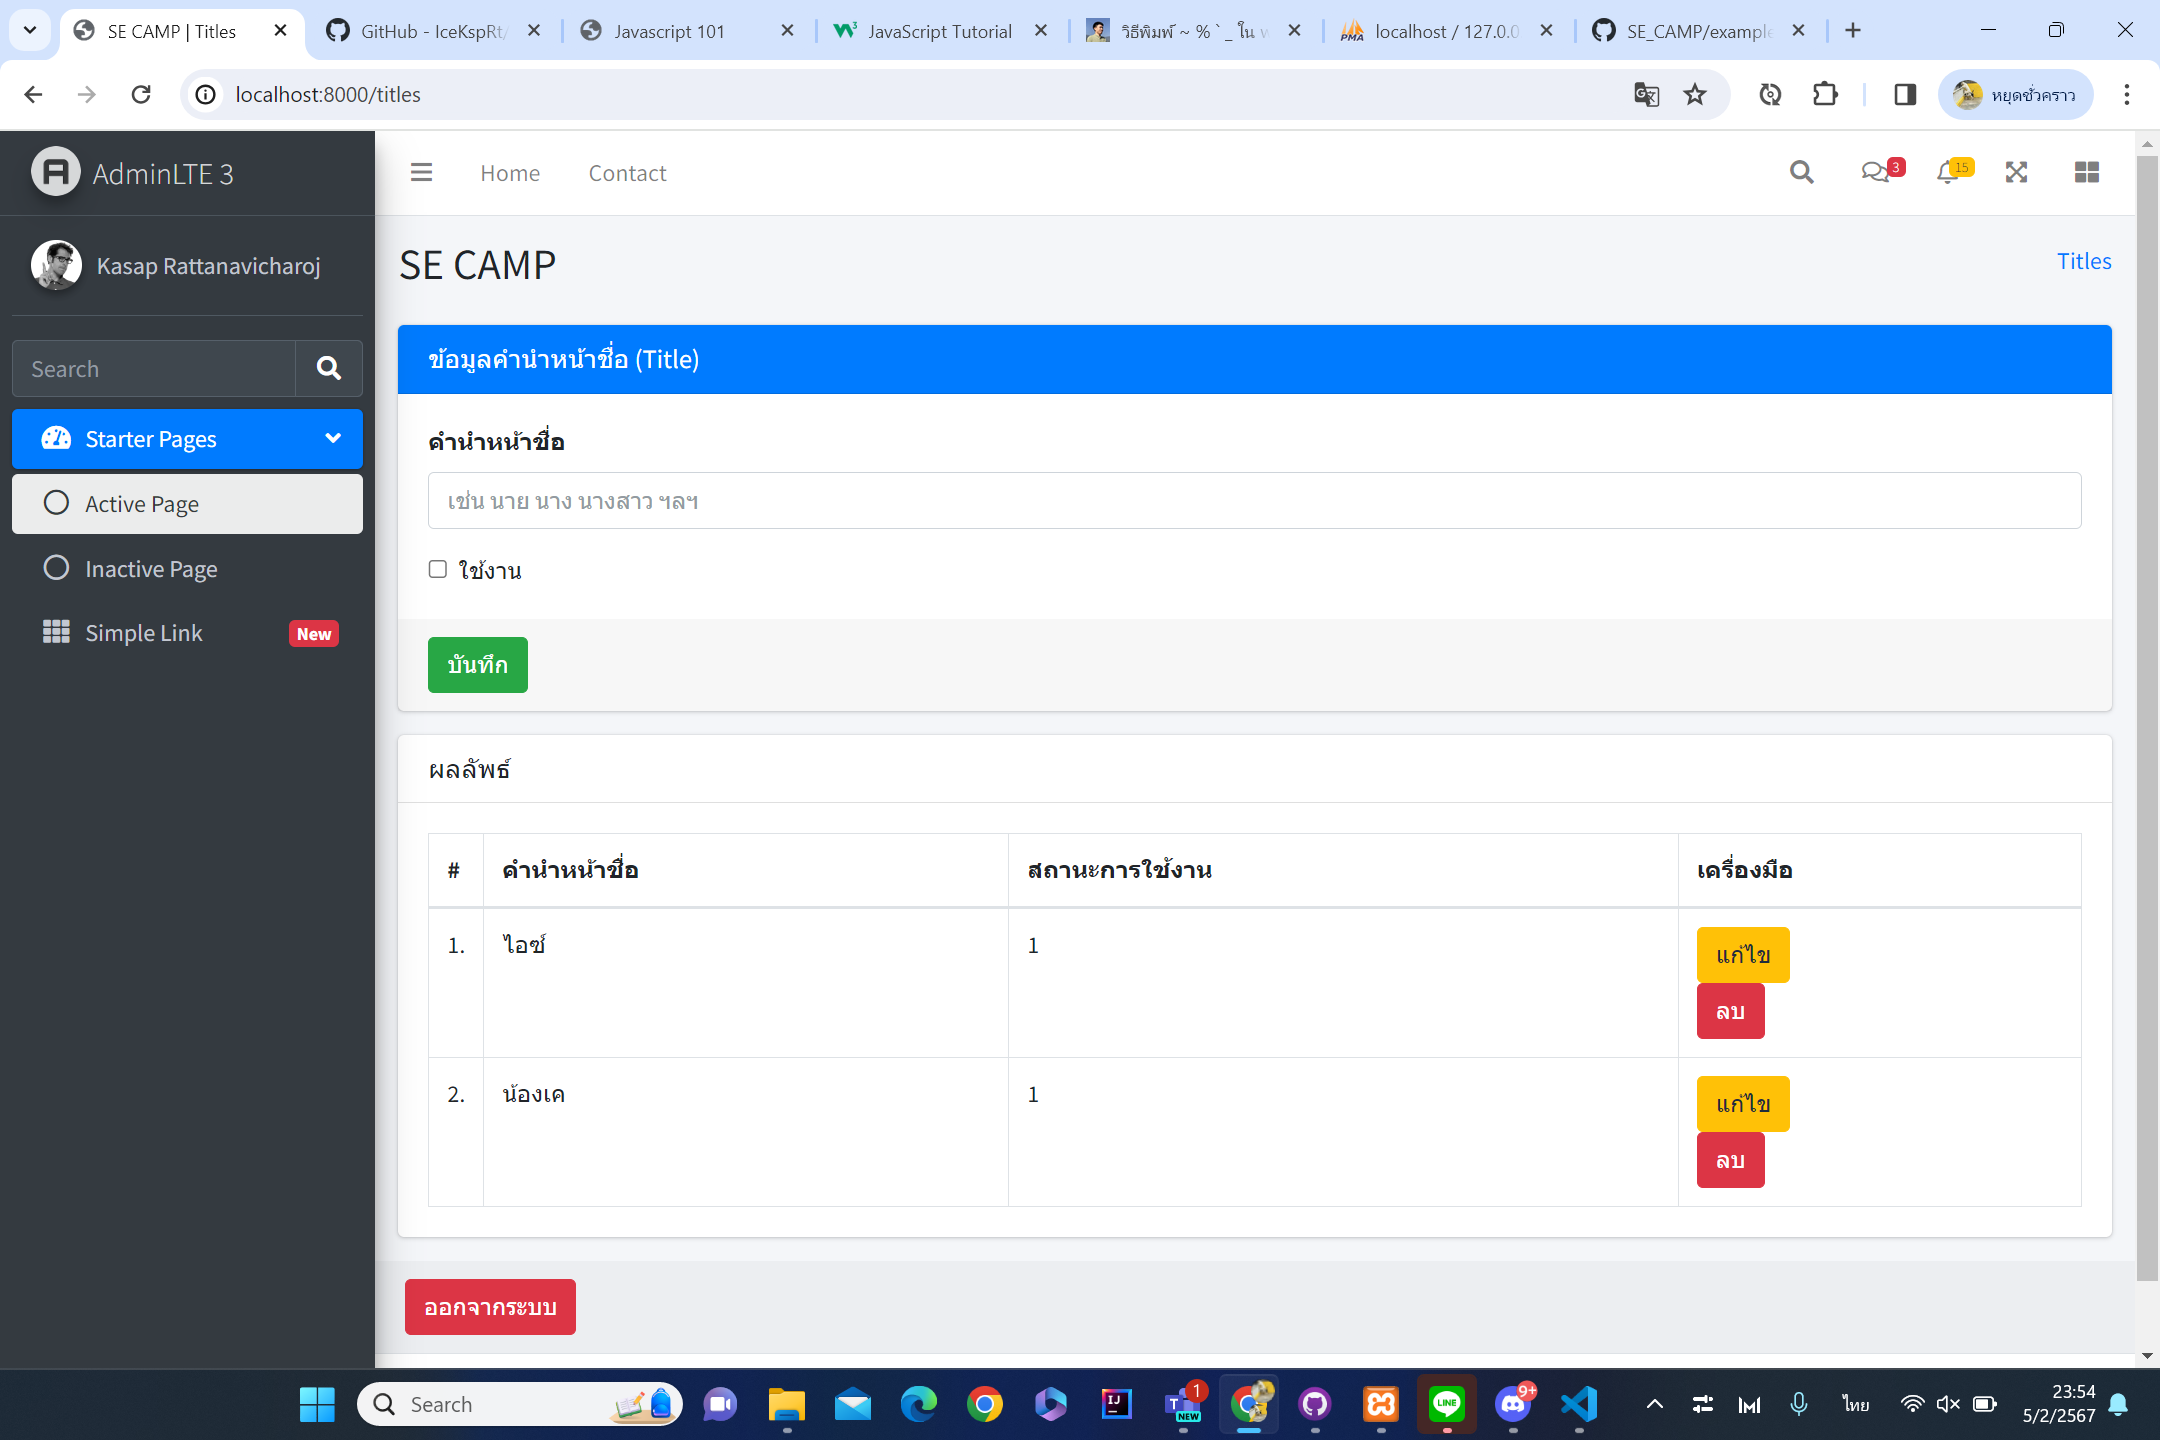 SE CAMP | Titles
GitHub - IceKspRt/
Javascript 101
JavaScript Tutorial
วิธีพิมพ์ ~ % ` _ ใน
localhost / 127.0.0
SE_CAMP/example
localhost:8000/titles
หยุดชั่วคราว
AdminLTE 3
Home
Contact
3
15
Kasap Rattanavicharoj
SE CAMP
Titles
Search
Starter Pages
Active Page
Inactive Page
Simple Link
New
ข้อมูลคำนำหน้าชื่อ (Title)
คำนำหน้าชื่อ
เช่น นาย นาง นางสาว ฯลฯ
ใช้งาน
บันทึก
ผลลัพธ์
# คำนำหน้าชื่อ สถานะการใช้งาน เครื่องมือ
1. ไอซ์ 1 แก้ไข
ลบ
2. น้องเค 1 แก้ไข
ลบ
ออกจากระบบ
Search
1
NEW
LINE
9+
ไทย
23:54
5/2/2567